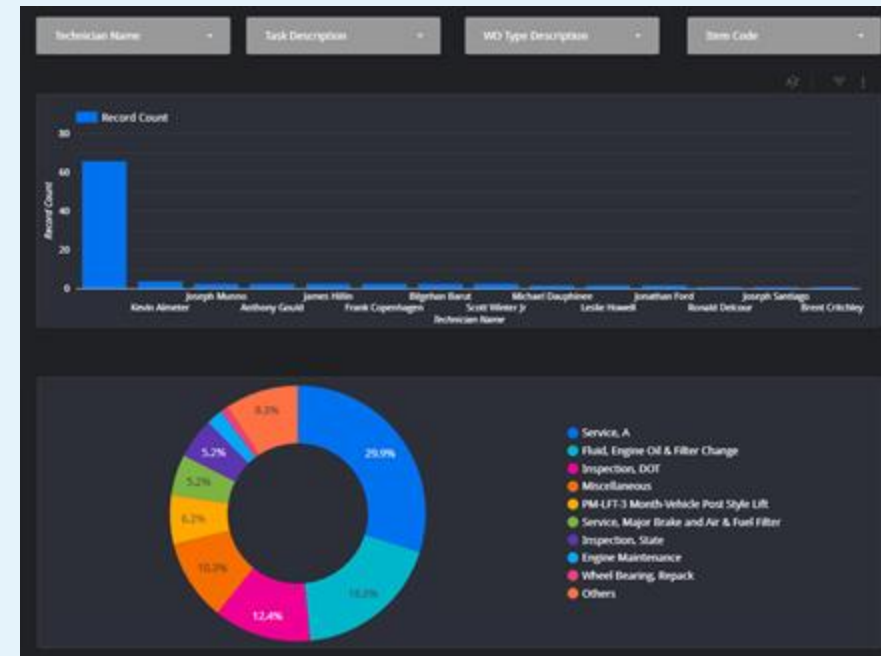 Technician Name
Task Description
WO Type Description
Item Code
Record Count
80
60
40
20
0
Record Count
Joseph Munno
James Hillin
Bilgehan Barut
Michael Dauphinee
Jonathan Ford
Joseph Santiago
Kevin Almeter
Anthony Gould
Frank Copenhagen
Scott Winter Jr
Leslie Howell
Ronald Delcour
Brent Critchley
Technician Name
29.9%
12.4%
10.3%
6.2%
5.2%
5.2%
Service, A
Fluid, Engine Oil & Filter Change
Inspection, DOT
Miscellaneous
PM-LFT-3 Month-Vehicle Post Style Lift
Service, Major Brake and Air & Fuel Filter
Inspection, State
Engine Maintenance
Wheel Bearing, Repack
Others